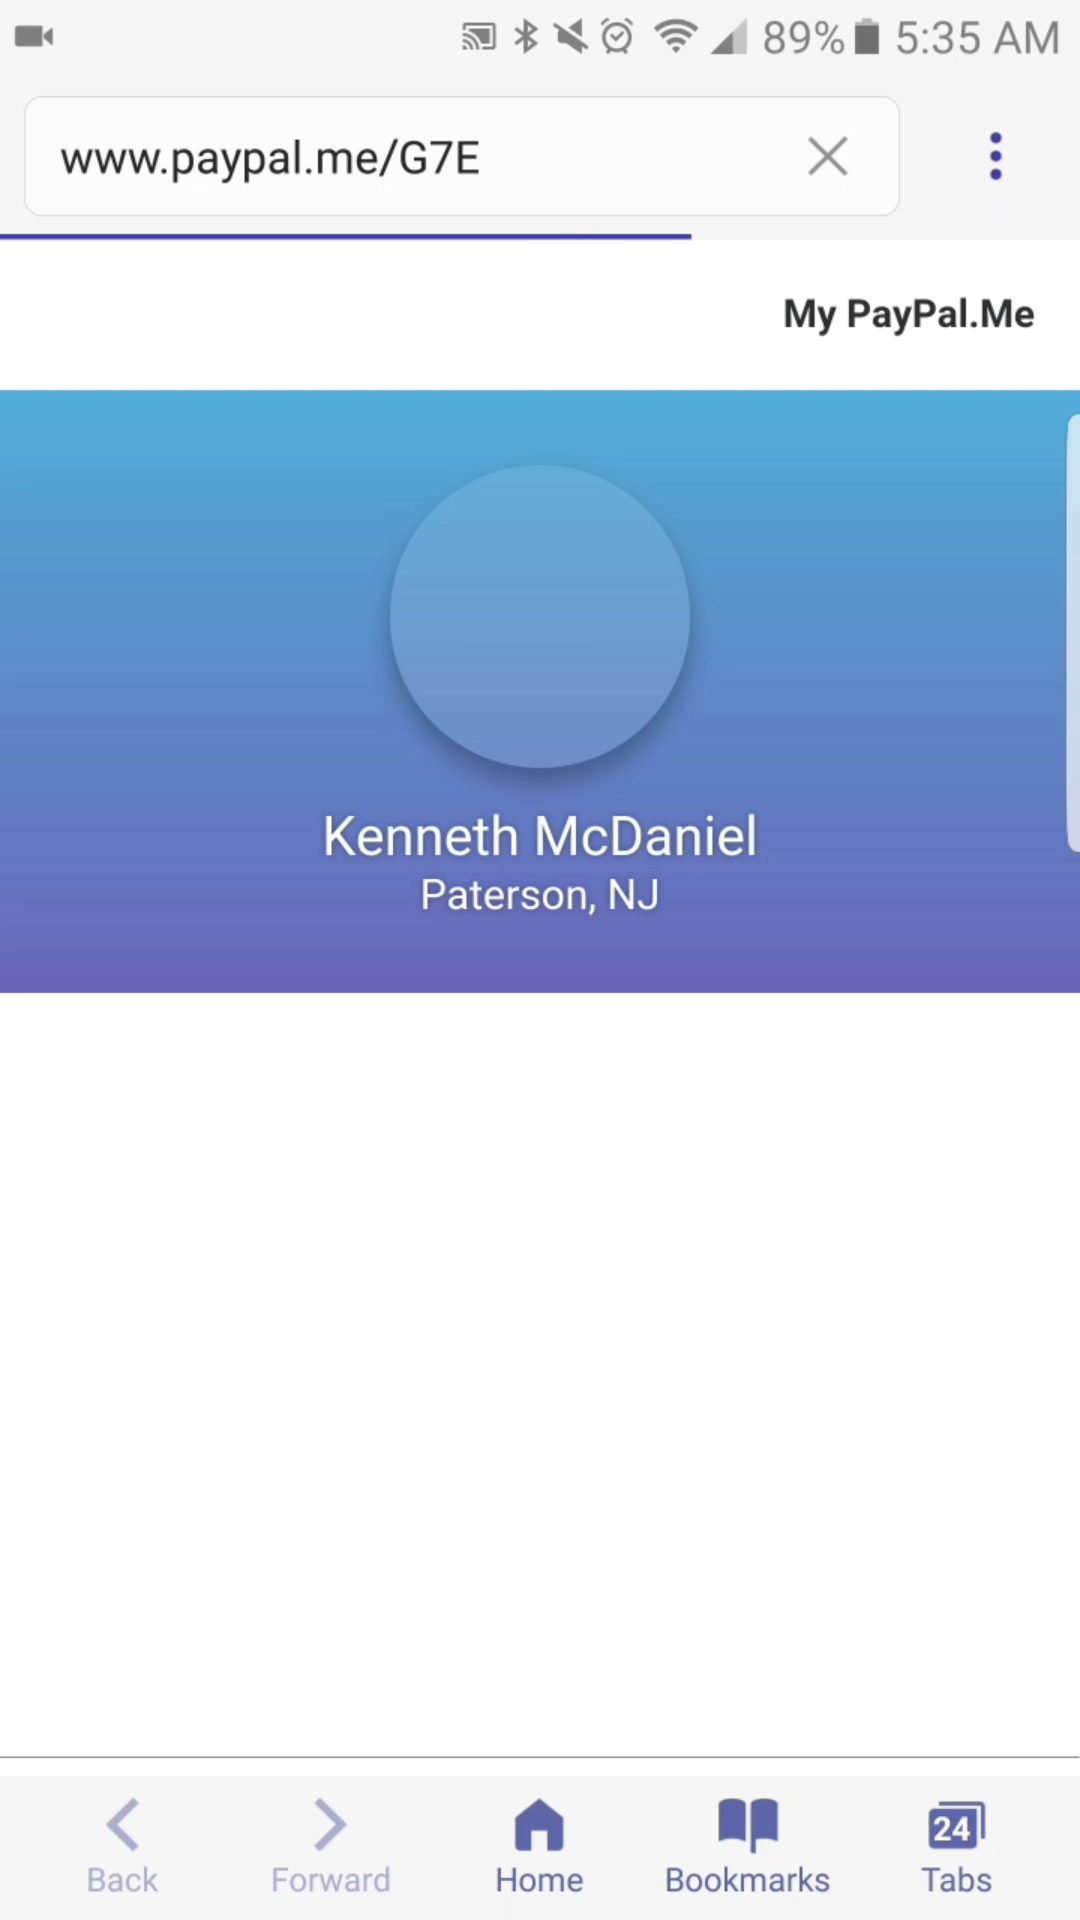 89% 5:35 AM
www.paypal.me/G7E
My PayPal.Me
Kenneth McDaniel
Paterson, NJ
24
Back Forward Home Bookmarks Tabs